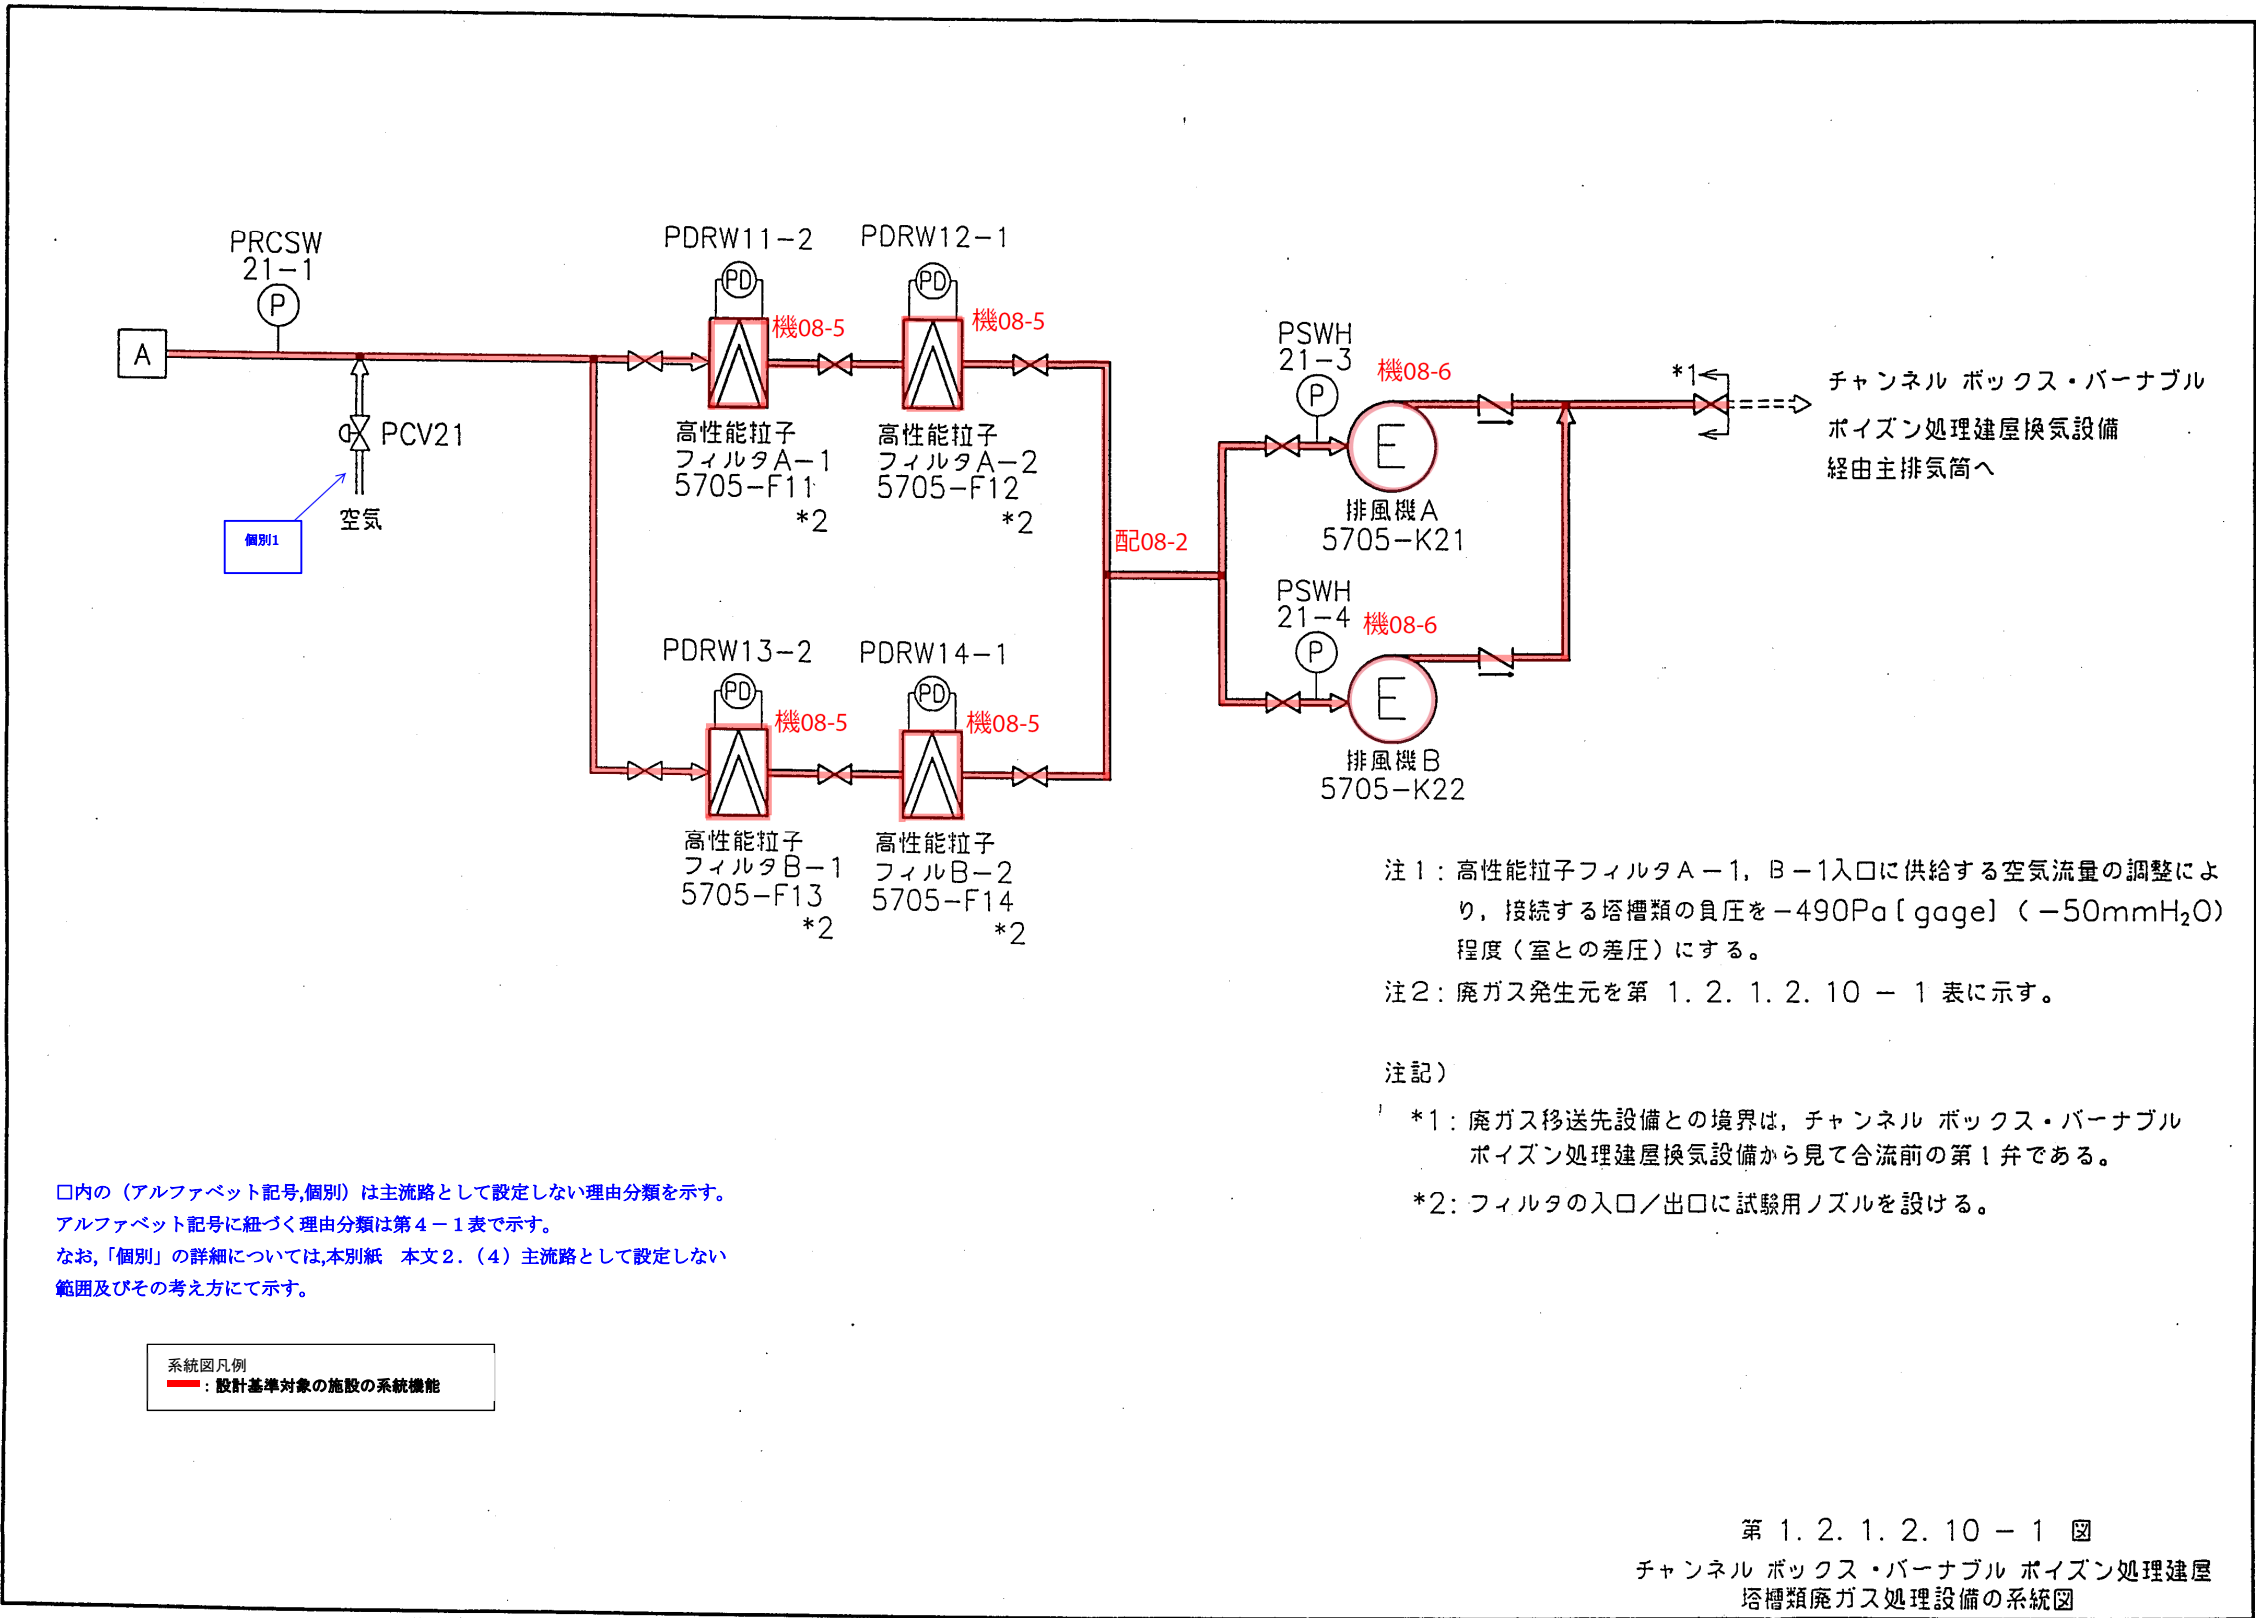 PRCSW
21-1
P
A
PCV21
個別1
空気
PDRW11-2
PD
機08-5
高性能粒子
フィルタA-1
5705-F11
*2
PDRW12-1
PD
機08-5
高性能粒子
フィルタA-2
5705-F12
*2
配08-2
PDRW13-2
PD
機08-5
高性能粒子
フィルタB-1
5705-F13
*2
PDRW14-1
PD
機08-5
高性能粒子
フィルB-2
5705-F14
*2
PSWH
21-3
P
機08-6
E
排風機A
5705-K21
PSWH
21-4
P
機08-6
E
排風機B
5705-K22
*1
チャンネル ボックス・バーナブル
ポイズン処理建屋換気設備
経由主排気筒へ
注1:高性能粒子フィルタA-1, B-1入口に供給する空気流量の調整によ
り, 接続する塔槽類の負圧を-490Pa[gage] (-50mmH₂O)
程度(室との差圧)にする。
注2:廃ガス発生元を第 1. 2. 1. 2. 10 - 1 表に示す。
注記)
*1:廃ガス移送先設備との境界は, チャンネル ボックス・バーナブル
ポイズン処理建屋換気設備から見て合流前の第1弁である。
*2:フィルタの入口/出口に試験用ノズルを設ける。
□内の(アルファベット記号,個別)は主流路として設定しない理由分類を示す。
アルファベット記号に紐づく理由分類は第4-1表で示す。
なお,「個別」の詳細については,本別紙 本文2.(4)主流路として設定しない
範囲及びその考え方にて示す。
系統図凡例
:設計基準対象の施設の系統機能
第 1. 2. 1. 2. 10 - 1 図
チャンネル ボックス・バーナブル ポイズン処理建屋
塔槽類廃ガス処理設備の系統図